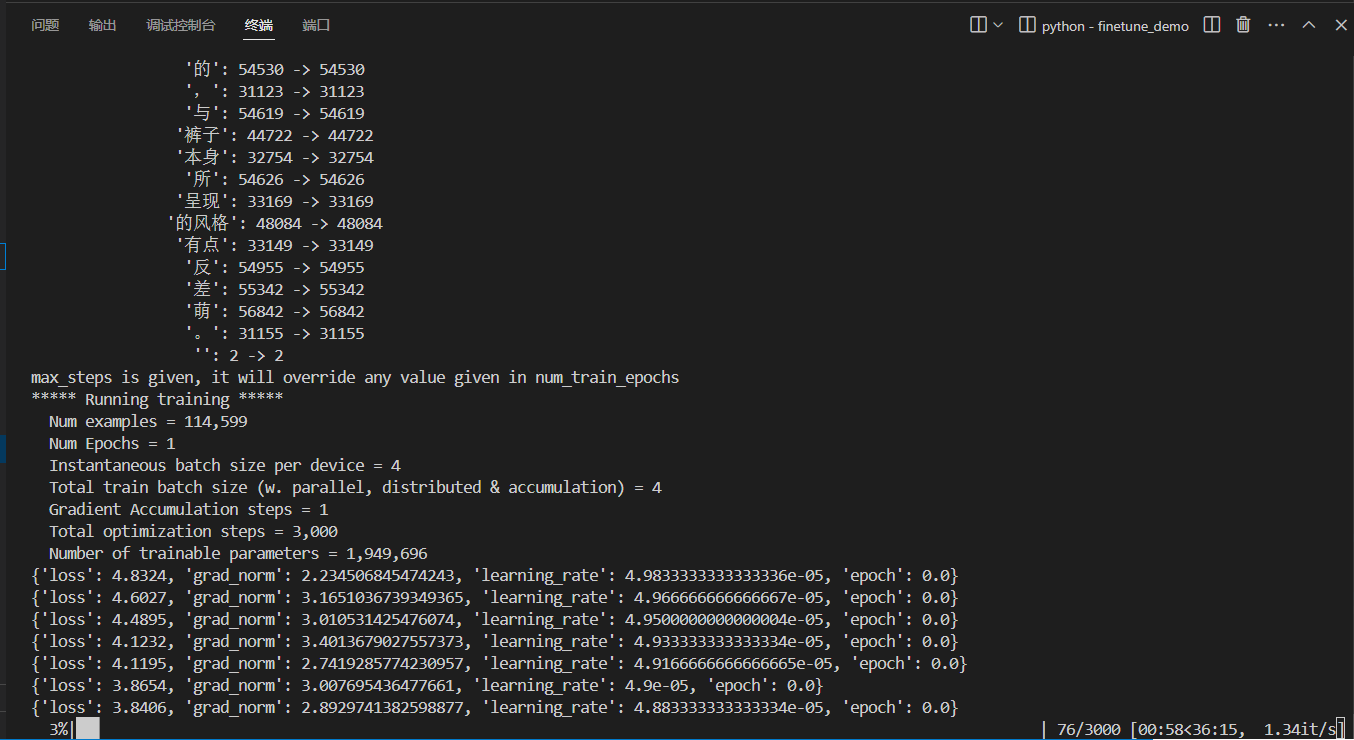 问题 输出 调试控制台 终端 端口 python - finetune_demo
'的': 54530 -> 54530
'，': 31123 -> 31123
'与': 54619 -> 54619
'裤子': 44722 -> 44722
'本身': 32754 -> 32754
'所': 54626 -> 54626
'呈现': 33169 -> 33169
'的风格': 48084 -> 48084
'有点': 33149 -> 33149
'反': 54955 -> 54955
'差': 55342 -> 55342
'萌': 56842 -> 56842
'。': 31155 -> 31155
'': 2 -> 2
max_steps is given, it will override any value given in num_train_epochs
***** Running training *****
Num examples = 114,599
Num Epochs = 1
Instantaneous batch size per device = 4
Total train batch size (w. parallel, distributed & accumulation) = 4
Gradient Accumulation steps = 1
Total optimization steps = 3,000
Number of trainable parameters = 1,949,696
{'loss': 4.8324, 'grad_norm': 2.234506845474243, 'learning_rate': 4.9833333333333336e-05, 'epoch': 0.0}
{'loss': 4.6027, 'grad_norm': 3.1651036739349365, 'learning_rate': 4.966666666666667e-05, 'epoch': 0.0}
{'loss': 4.4895, 'grad_norm': 3.010531425476074, 'learning_rate': 4.9500000000000004e-05, 'epoch': 0.0}
{'loss': 4.1232, 'grad_norm': 3.4013679027557373, 'learning_rate': 4.933333333333334e-05, 'epoch': 0.0}
{'loss': 4.1195, 'grad_norm': 2.7419285774230957, 'learning_rate': 4.9166666666666665e-05, 'epoch': 0.0}
{'loss': 3.8654, 'grad_norm': 3.007695436477661, 'learning_rate': 4.9e-05, 'epoch': 0.0}
{'loss': 3.8406, 'grad_norm': 2.8929741382598877, 'learning_rate': 4.883333333333334e-05, 'epoch': 0.0}
3%| | 76/3000 [00:58<36:15, 1.34it/s]